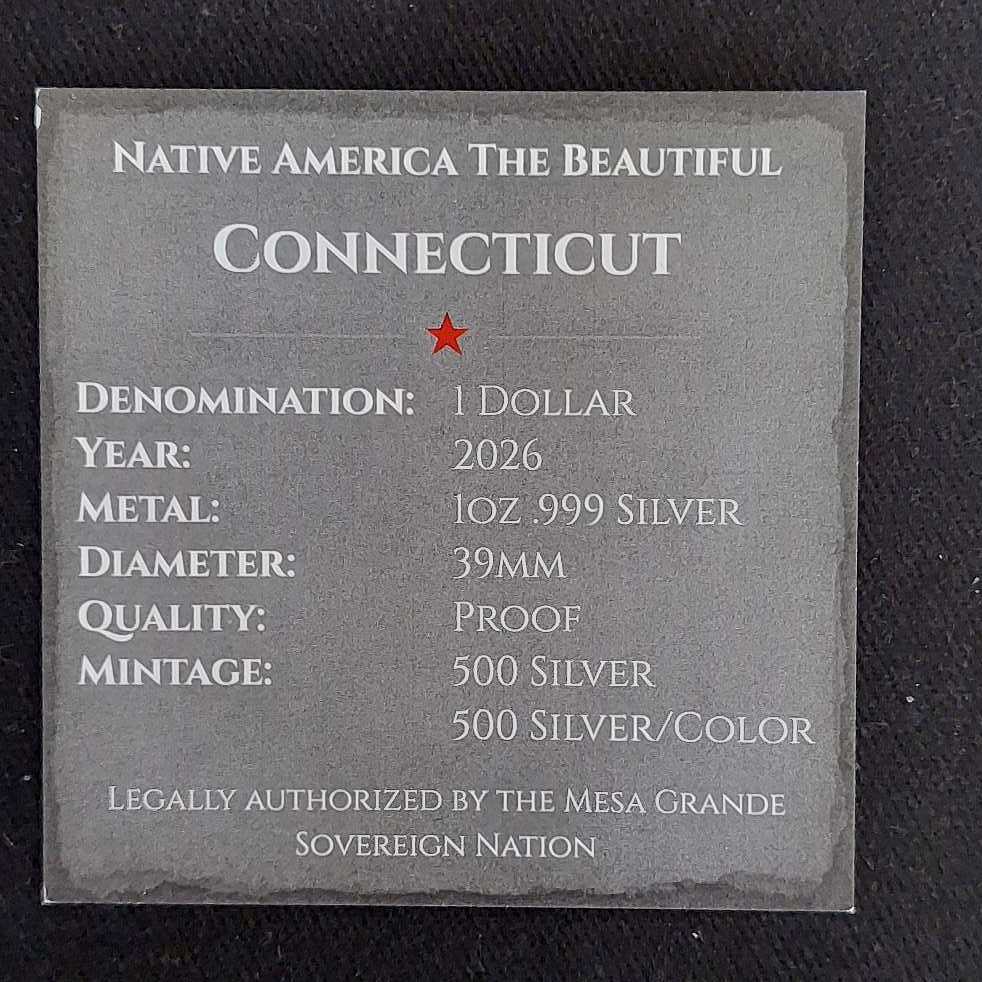 Native America The Beautiful
Connecticut
Denomination: 1 Dollar
Year: 2026
Metal: 1oz .999 Silver
Diameter: 39mm
Quality: Proof
Mintage: 500 Silver
500 Silver/Color
Legally authorized by the Mesa Grande
Sovereign Nation